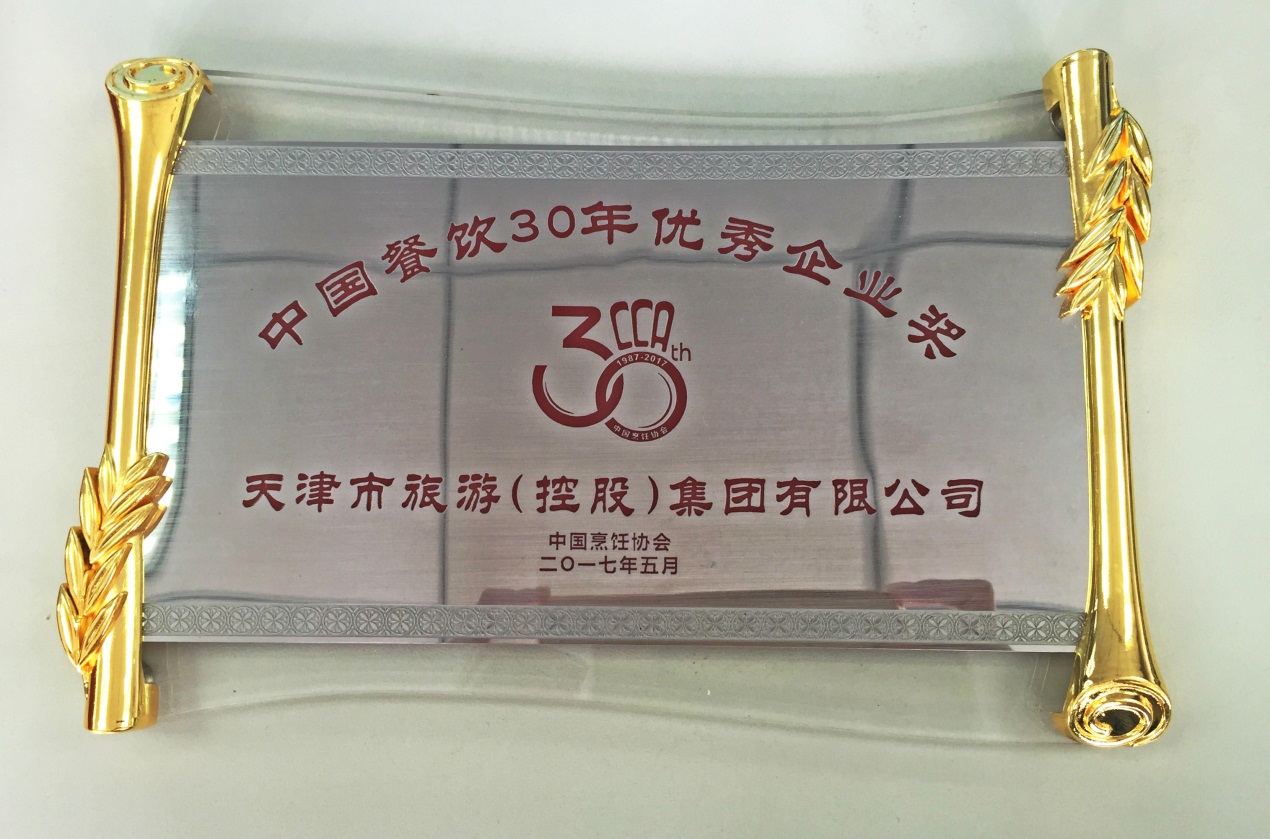 中国餐饮30年优秀企业奖
30 CCA th
1987-2017
中国烹饪协会
天津市旅游(控股)集团有限公司
中国烹饪协会
二〇一七年五月